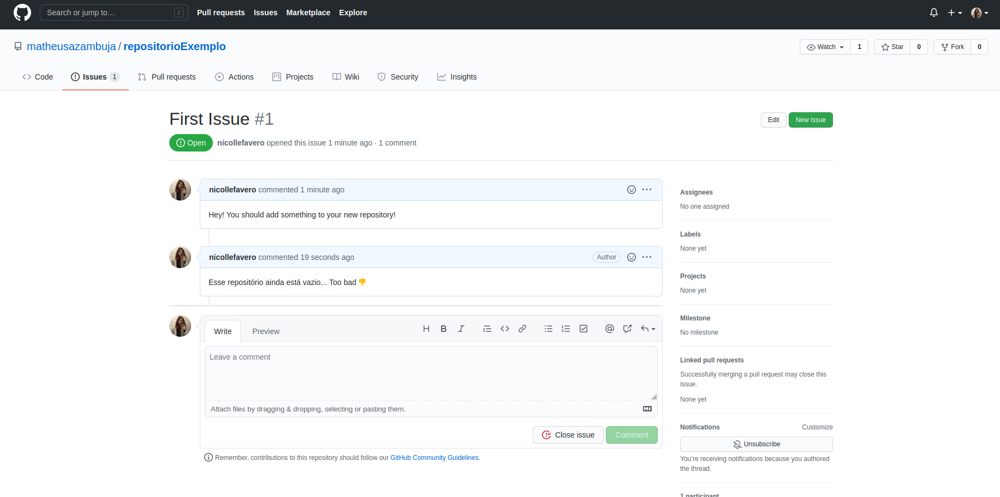 Search or jump to… /
Pull requests Issues Marketplace Explore
matheusazambuja / repositorioExemplo
Watch 1 Star 0 Fork 0
Code Issues 1 Pull requests Actions Projects Wiki Security Insights
First Issue #1
Edit New issue
Open nicollefavero opened this issue 1 minute ago · 1 comment
nicollefavero commented 1 minute ago
Hey! You should add something to your new repository!
nicollefavero commented 19 seconds ago Author
Esse repositório ainda está vazio... Too bad 👎
Write Preview
Leave a comment
Attach files by dragging & dropping, selecting or pasting them.
Close issue Comment
Remember, contributions to this repository should follow our GitHub Community Guidelines.
Assignees
No one assigned
Labels
None yet
Projects
None yet
Milestone
No milestone
Linked pull requests
Successfully merging a pull request may close this
issue.
None yet
Notifications Customize
Unsubscribe
You’re receiving notifications because you authored
the thread.
1 participant